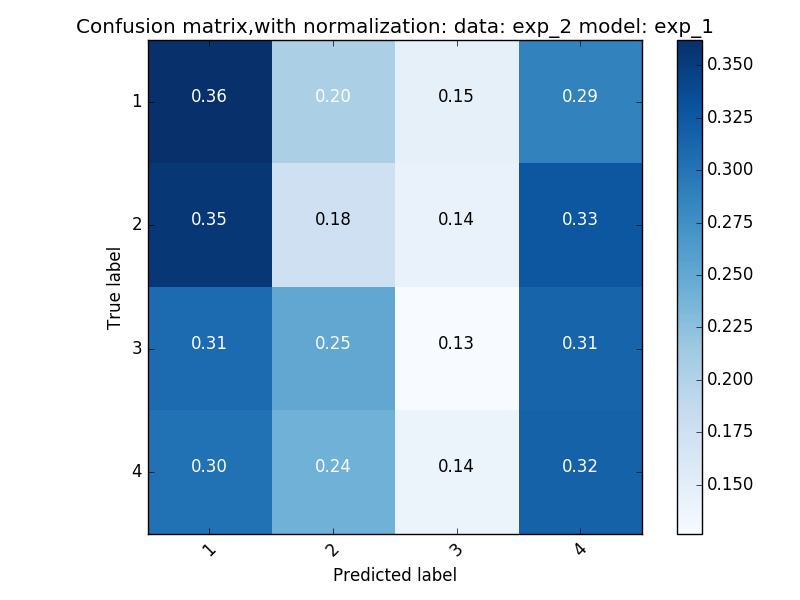 Confusion matrix,with normalization: data: exp_2 model: exp_1
True label
1 0.36 0.20 0.15 0.29
2 0.35 0.18 0.14 0.33
3 0.31 0.25 0.13 0.31
4 0.30 0.24 0.14 0.32
1 2 3 4
Predicted label
0.350
0.325
0.300
0.275
0.250
0.225
0.200
0.175
0.150